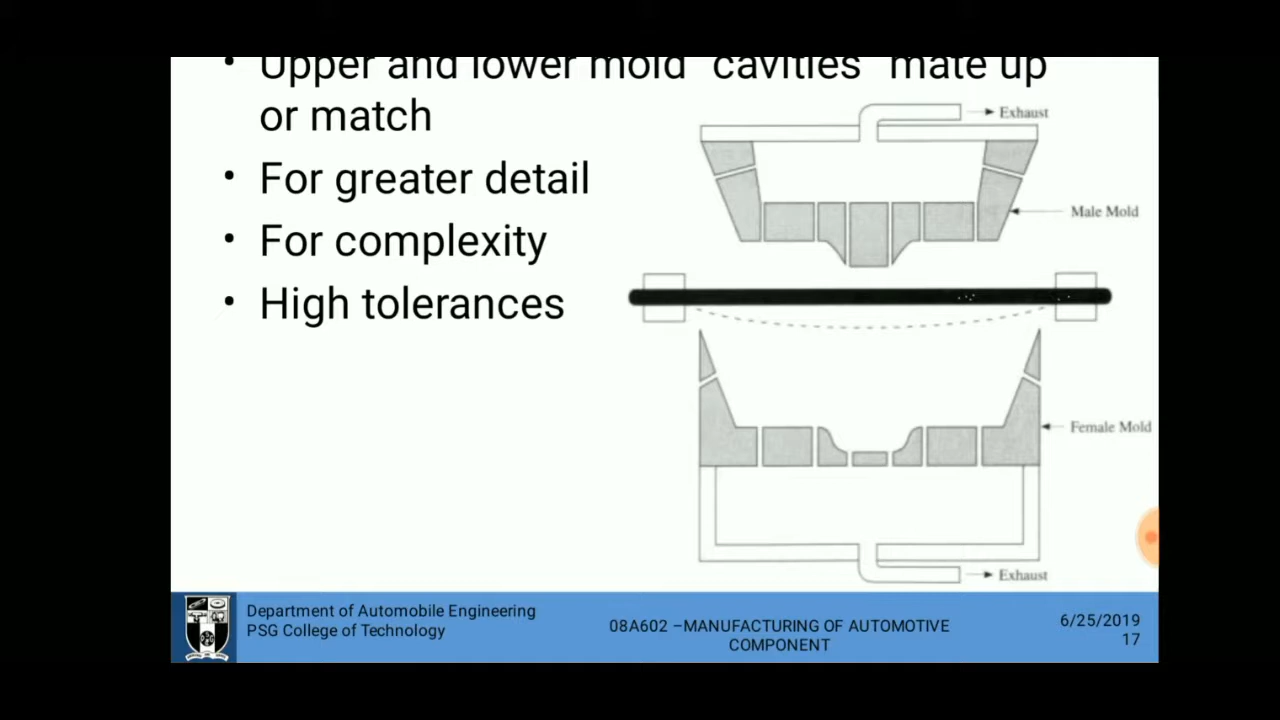 • Upper and lower mold "cavities" mate up
or match
• For greater detail
• For complexity
• High tolerances
Exhaust
Male Mold
Female Mold
Exhaust
Department of Automobile Engineering
PSG College of Technology
08A602 –MANUFACTURING OF AUTOMOTIVE
COMPONENT
6/25/2019
17